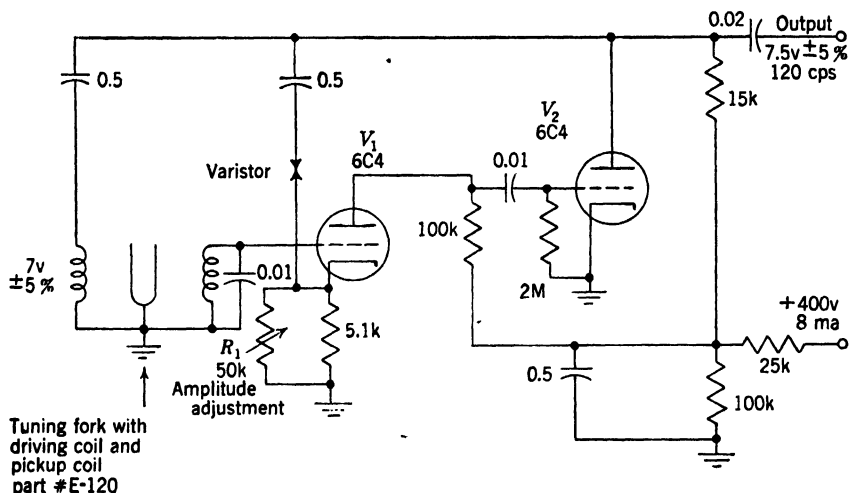 0.02
Output
7.5v ±5 %
120 cps
0.5
0.5
15k
V₂
6C4
V₁
6C4
Varistor
0.01
100k
7v
±5 %
0.01
2M
+400v
8 ma
5.1k
R₁
50k
Amplitude
adjustment
0.5
25k
100k
Tuning fork with
driving coil and
pickup coil
part #E-120